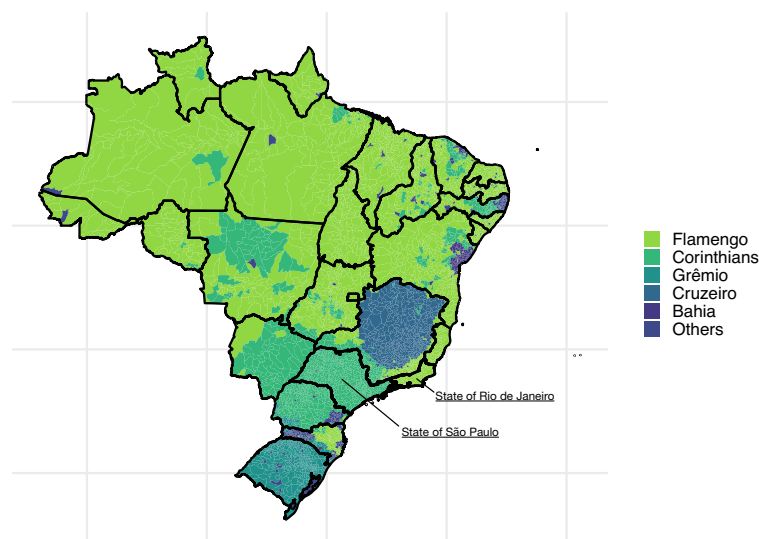 Flamengo
Corinthians
Grêmio
Cruzeiro
Bahia
Others
State of Rio de Janeiro
State of São Paulo